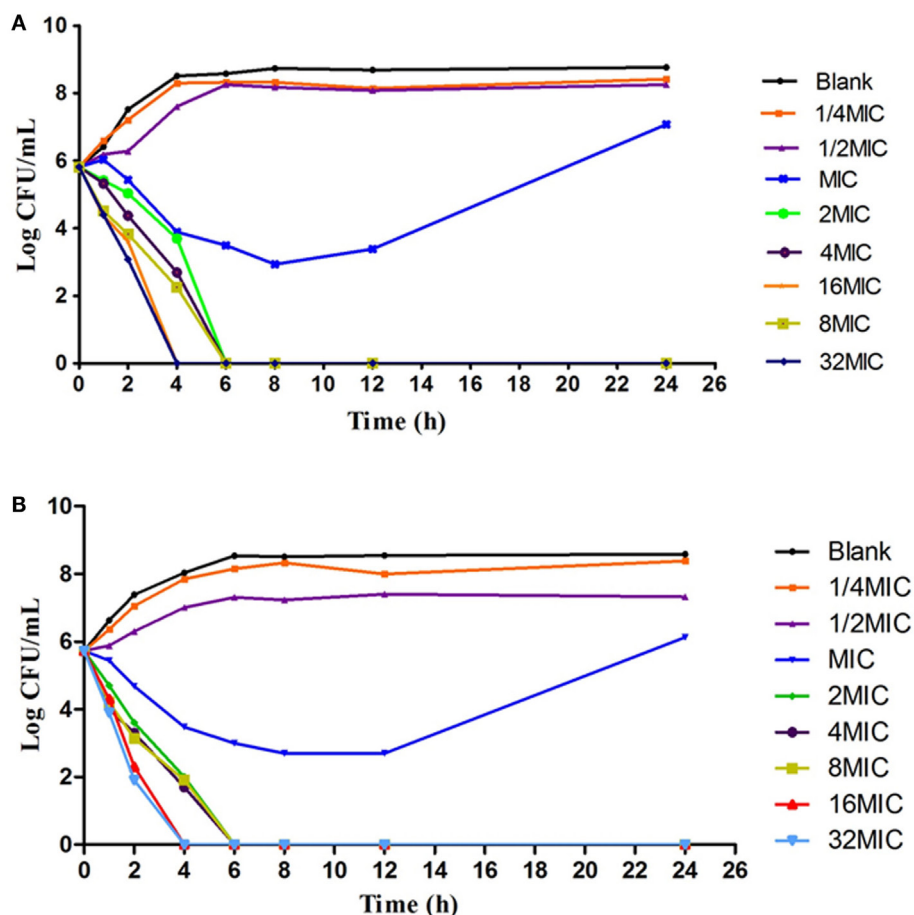 A
10
8
6
4
2
0
Log CFU/mL
0 2 4 6 8 10 12 14 16 18 20 22 24 26
Time (h)
Blank
1/4MIC
1/2MIC
MIC
2MIC
4MIC
16MIC
8MIC
32MIC
B
10
8
6
4
2
0
Log CFU/mL
0 2 4 6 8 10 12 14 16 18 20 22 24 26
Time (h)
Blank
1/4MIC
1/2MIC
MIC
2MIC
4MIC
8MIC
16MIC
32MIC